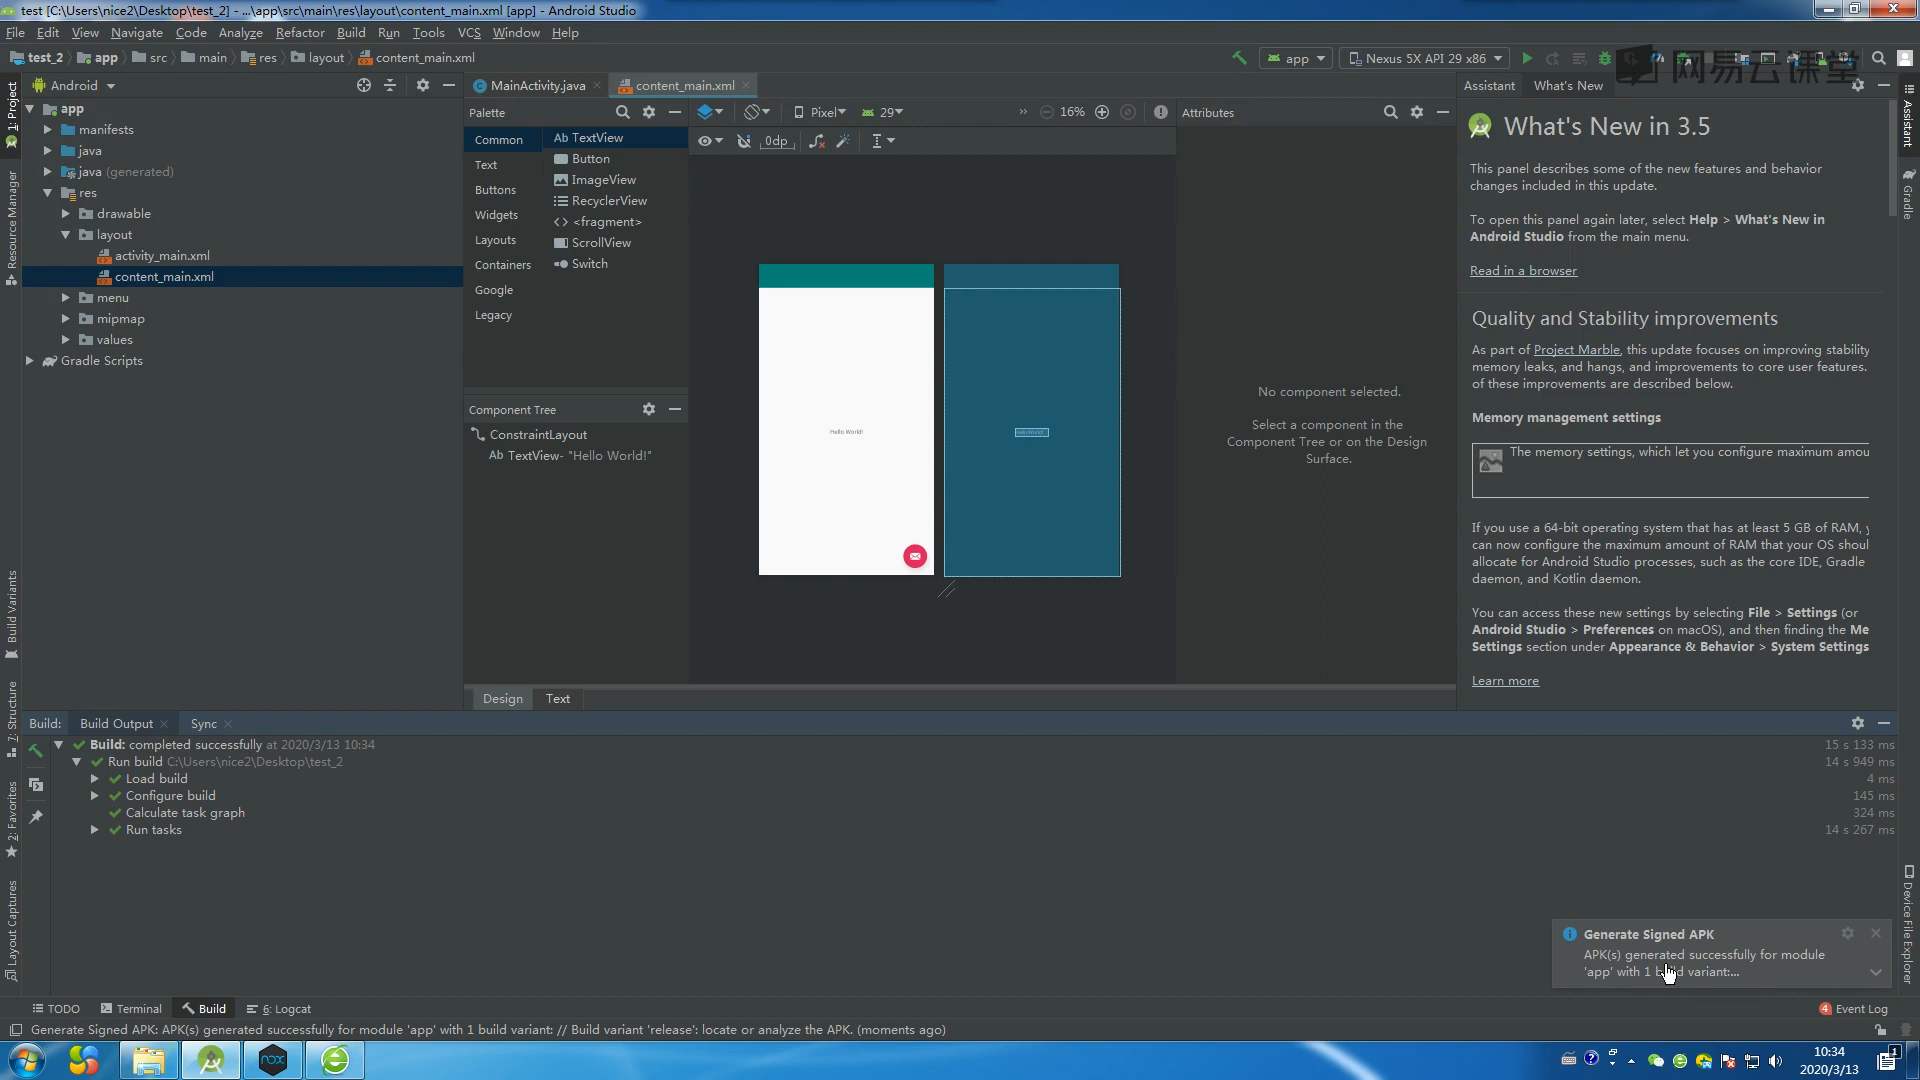 test [C:\Users\nice2\Desktop\test_2] - ...\app\src\main\res\layout\content_main.xml [app] - Android Studio
File Edit View Navigate Code Analyze Refactor Build Run Tools VCS Window Help
test_2 app src main res layout content_main.xml
app Nexus 5X API 29 x86
网易云课堂
1: Project
Resource Manager
Build Variants
7: Structure
2: Favorites
Layout Captures
Android
app
manifests
java
java (generated)
res
drawable
layout
activity_main.xml
content_main.xml
menu
mipmap
values
Gradle Scripts
MainActivity.java content_main.xml
Palette
Common
Text
Buttons
Widgets
Layouts
Containers
Google
Legacy
Ab TextView
Button
ImageView
RecyclerView
<> <fragment>
ScrollView
Switch
Component Tree
ConstraintLayout
Ab TextView- "Hello World!"
Pixel 29 » 16%
0dp
Hello World!
Hello World!
Design Text
Attributes
No component selected.
Select a component in the
Component Tree or on the Design
Surface.
Assistant What's New
What's New in 3.5
This panel describes some of the new features and behavior
changes included in this update.
To open this panel again later, select Help > What's New in
Android Studio from the main menu.
Read in a browser
Quality and Stability improvements
As part of Project Marble, this update focuses on improving stability
memory leaks, and hangs, and improvements to core user features.
of these improvements are described below.
Memory management settings
The memory settings, which let you configure maximum amou
If you use a 64-bit operating system that has at least 5 GB of RAM, y
can now configure the maximum amount of RAM that your OS shoul
allocate for Android Studio processes, such as the core IDE, Gradle
daemon, and Kotlin daemon.
You can access these new settings by selecting File > Settings (or
Android Studio > Preferences on macOS), and then finding the Me
Settings section under Appearance & Behavior > System Settings
Learn more
Assistant
Gradle
Device File Explorer
Build: Build Output Sync
Build: completed successfully at 2020/3/13 10:34 15 s 133 ms
Run build C:\Users\nice2\Desktop\test_2 14 s 949 ms
Load build 4 ms
Configure build 145 ms
Calculate task graph 324 ms
Run tasks 14 s 267 ms
Generate Signed APK
APK(s) generated successfully for module
'app' with 1 build variant:...
TODO Terminal Build 6: Logcat 4 Event Log
Generate Signed APK: APK(s) generated successfully for module 'app' with 1 build variant: // Build variant 'release': locate or analyze the APK. (moments ago)
nox
10:34
2020/3/13
1